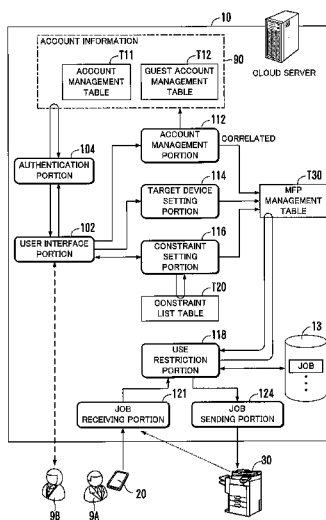 10
ACCOUNT INFORMATION
T11
T12
ACCOUNT MANAGEMENT TABLE
GUEST ACCOUNT MANAGEMENT TABLE
90
CLOUD SERVER
104
AUTHENTICATION PORTION
112
ACCOUNT MANAGEMENT PORTION
CORRELATED
T30
MFP MANAGEMENT TABLE
114
TARGET DEVICE SETTING PORTION
102
USER INTERFACE PORTION
116
CONSTRAINT SETTING PORTION
T20
CONSTRAINT LIST TABLE
118
USE RESTRICTION PORTION
13
JOB
121
JOB RECEIVING PORTION
124
JOB SENDING PORTION
30
9B
9A
20